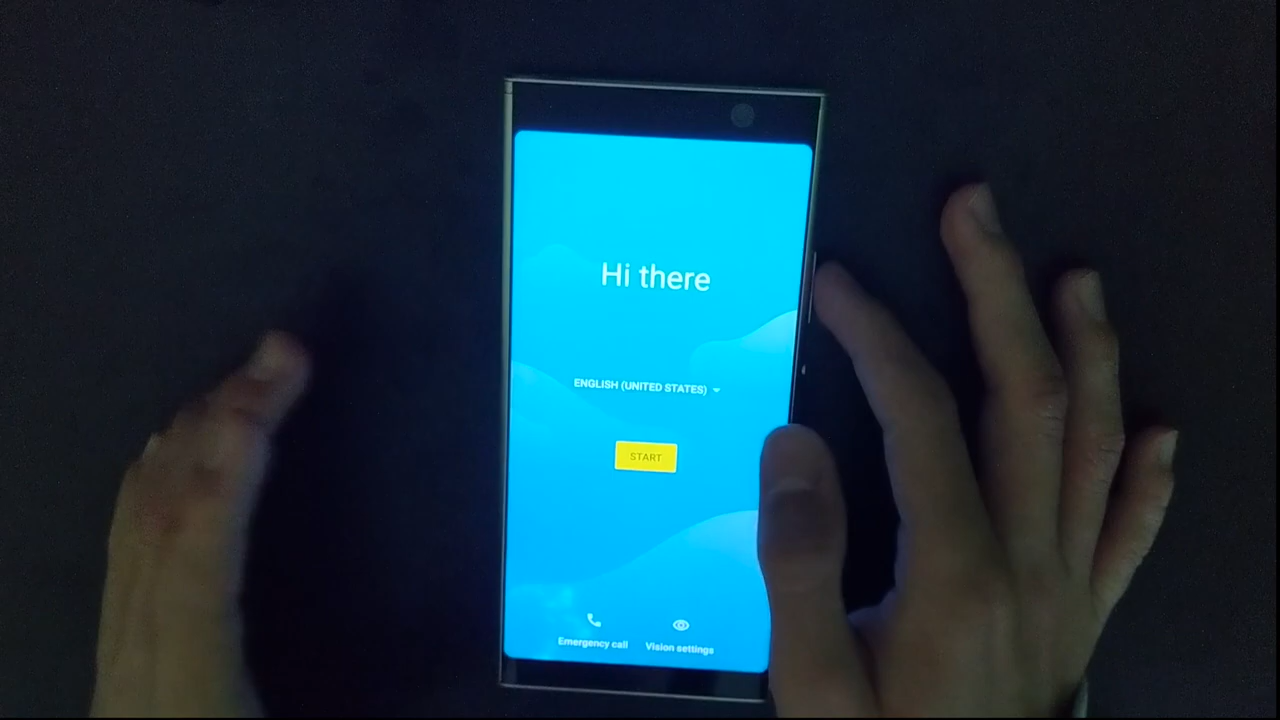 Hi there
ENGLISH (UNITED STATES)
START
Emergency call
Vision settings